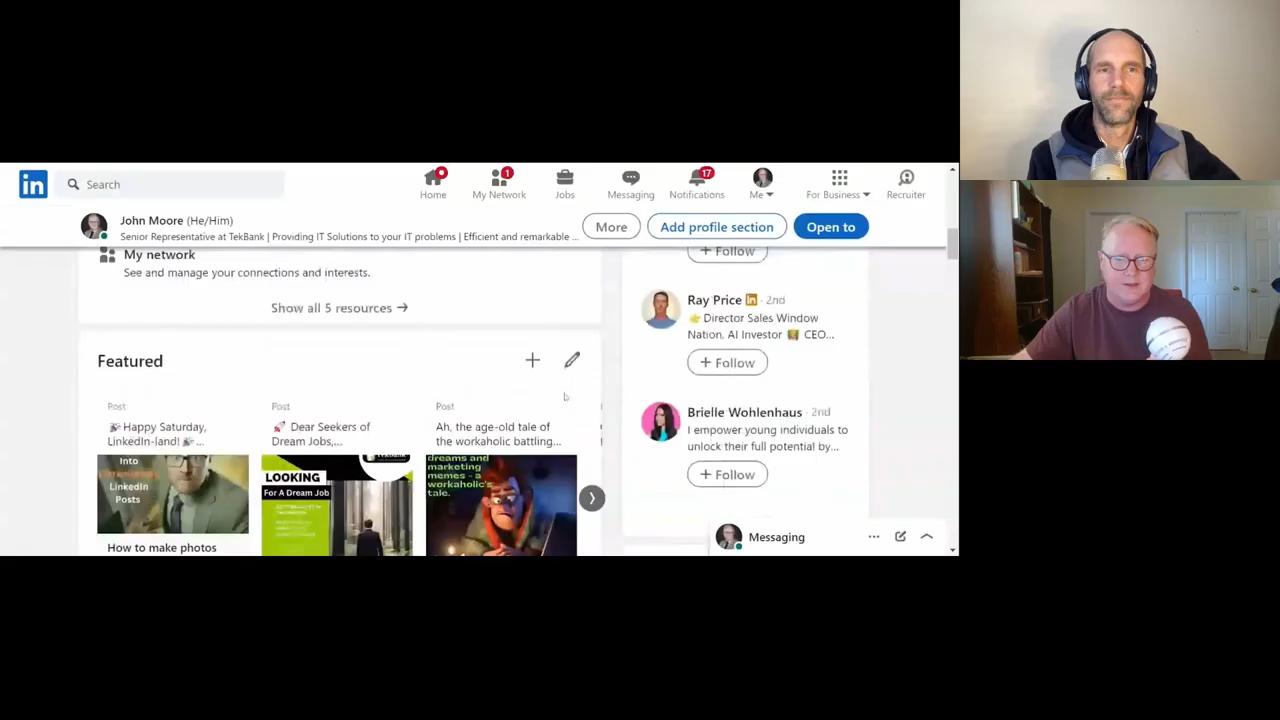 in
Search
Home
1
My Network
Jobs
Messaging
17
Notifications
Me
For Business
Recruiter
John Moore (He/Him)
Senior Representative at TekBank | Providing IT Solutions to your IT problems | Efficient and remarkable ...
More
Add profile section
Open to
My network
See and manage your connections and interests.
Show all 5 resources →
Featured
Post
🎉 Happy Saturday,
LinkedIn-land! 🎉 ...
Into
LinkedIn
Posts
How to make photos
Post
🚀 Dear Seekers of
Dream Jobs,...
LOOKING
For A Dream Job
Post
Ah, the age-old tale of
the workaholic battling...
dreams and
marketing
memes - a
workaholic's
tale.
+ Follow
Ray Price in · 2nd
👉 Director Sales Window
Nation, AI Investor 💵 CEO...
+ Follow
Brielle Wohlenhaus · 2nd
I empower young individuals to
unlock their full potential by...
+ Follow
Messaging